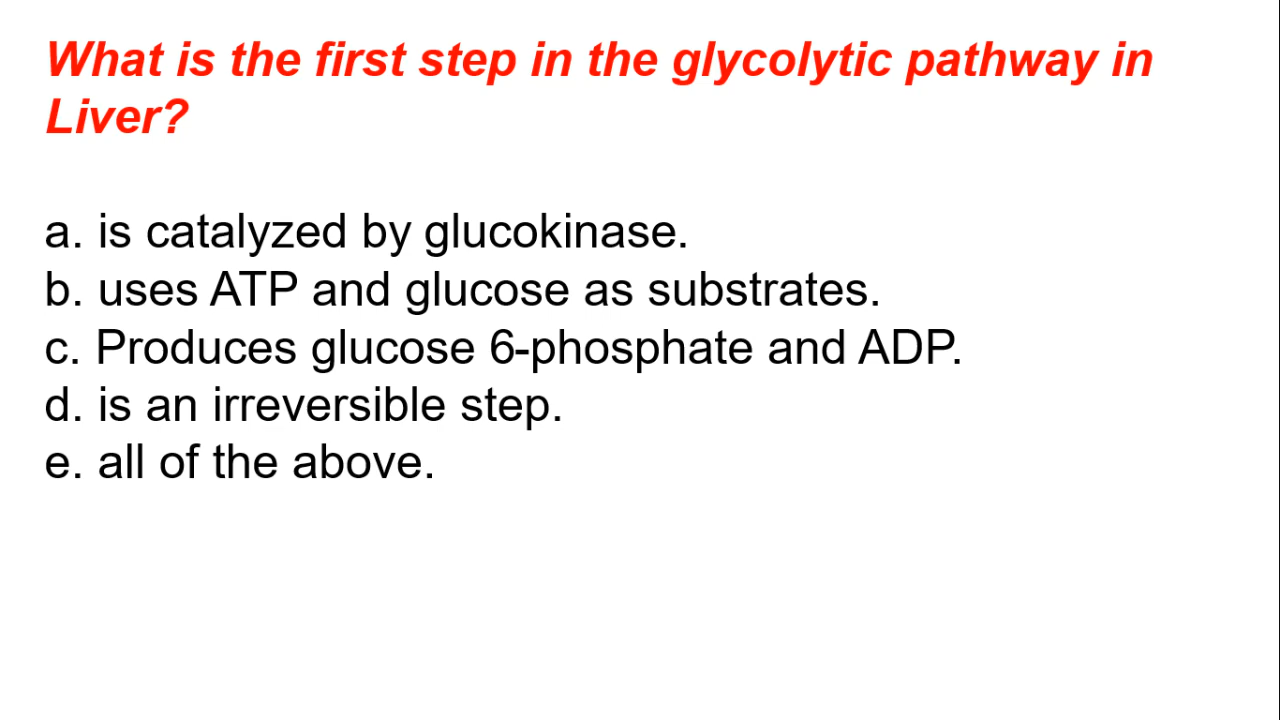 What is the first step in the glycolytic pathway in
Liver?
a. is catalyzed by glucokinase.
b. uses ATP and glucose as substrates.
c. Produces glucose 6-phosphate and ADP.
d. is an irreversible step.
e. all of the above.